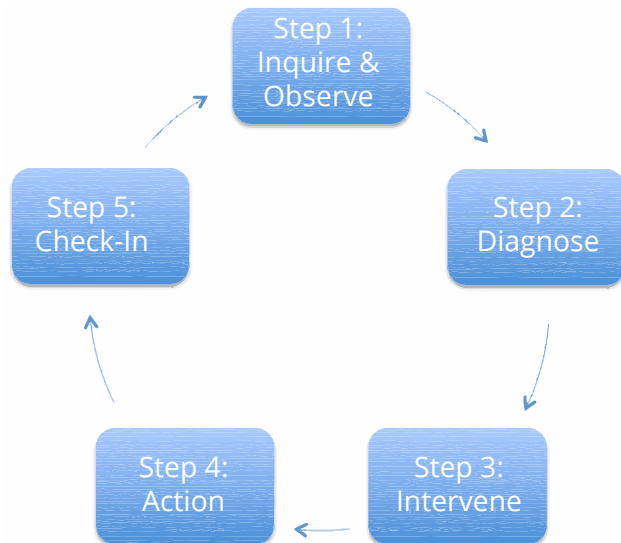 Step 1:
Inquire &
Observe
Step 2:
Diagnose
Step 3:
Intervene
Step 4:
Action
Step 5:
Check-In